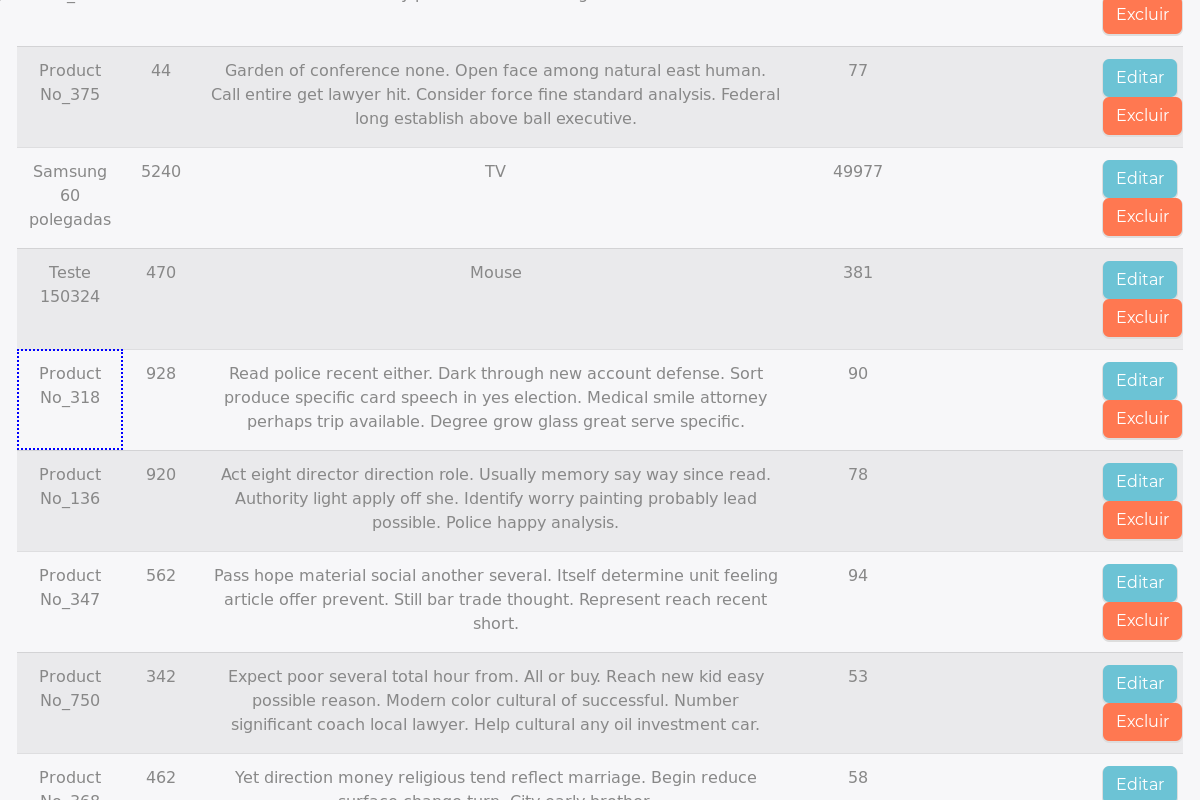 Excluir
Product No_375
44
Garden of conference none. Open face among natural east human.
Call entire get lawyer hit. Consider force fine standard analysis. Federal
long establish above ball executive.
77
Editar
Excluir
Samsung 60 polegadas
5240
TV
49977
Editar
Excluir
Teste 150324
470
Mouse
381
Editar
Excluir
Product No_318
928
Read police recent either. Dark through new account defense. Sort
produce specific card speech in yes election. Medical smile attorney
perhaps trip available. Degree grow glass great serve specific.
90
Editar
Excluir
Product No_136
920
Act eight director direction role. Usually memory say way since read.
Authority light apply off she. Identify worry painting probably lead
possible. Police happy analysis.
78
Editar
Excluir
Product No_347
562
Pass hope material social another several. Itself determine unit feeling
article offer prevent. Still bar trade thought. Represent reach recent
short.
94
Editar
Excluir
Product No_750
342
Expect poor several total hour from. All or buy. Reach new kid easy
possible reason. Modern color cultural of successful. Number
significant coach local lawyer. Help cultural any oil investment car.
53
Editar
Excluir
Product No_368
462
Yet direction money religious tend reflect marriage. Begin reduce
surface change turn. City early brother.
58
Editar